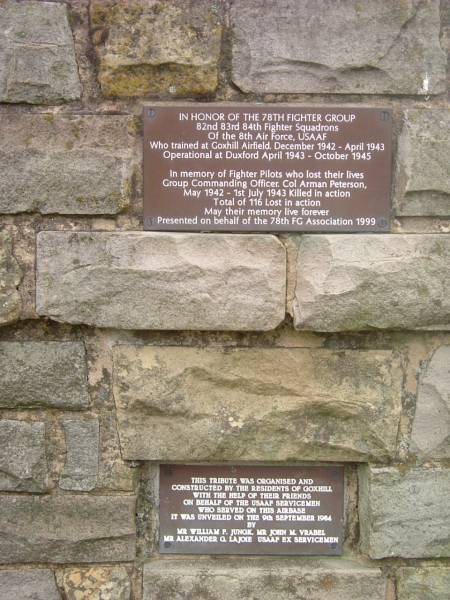 IN HONOR OF THE 78TH FIGHTER GROUP
82nd 83rd 84th Fighter Squadrons
Of the 8th Air Force, USAAF
Who trained at Goxhill Airfield. December 1942 - April 1943
Operational at Duxford April 1943 - October 1945
In memory of Fighter Pilots who lost their lives
Group Commanding Officer. Col Arman Peterson,
May 1942 - 1st July 1943 Killed in action
Total of 116 Lost in action
May their memory live forever
Presented on behalf of the 78th FG Association 1999
THIS TRIBUTE WAS ORGANISED AND
CONSTRUCTED BY THE RESIDENTS OF GOXHILL
WITH THE HELP OF THEIR FRIENDS
ON BEHALF OF THE USAAF SERVICEMEN
WHO SERVED ON THIS AIRBASE
IT WAS UNVEILED ON THE 9th SEPTEMBER 1984
BY
MR WILLIAM P. JUNGK. MR JOHN M. VRABEL
MR ALEXANDER G. LAJOIE USAAF EX SERVICEMEN